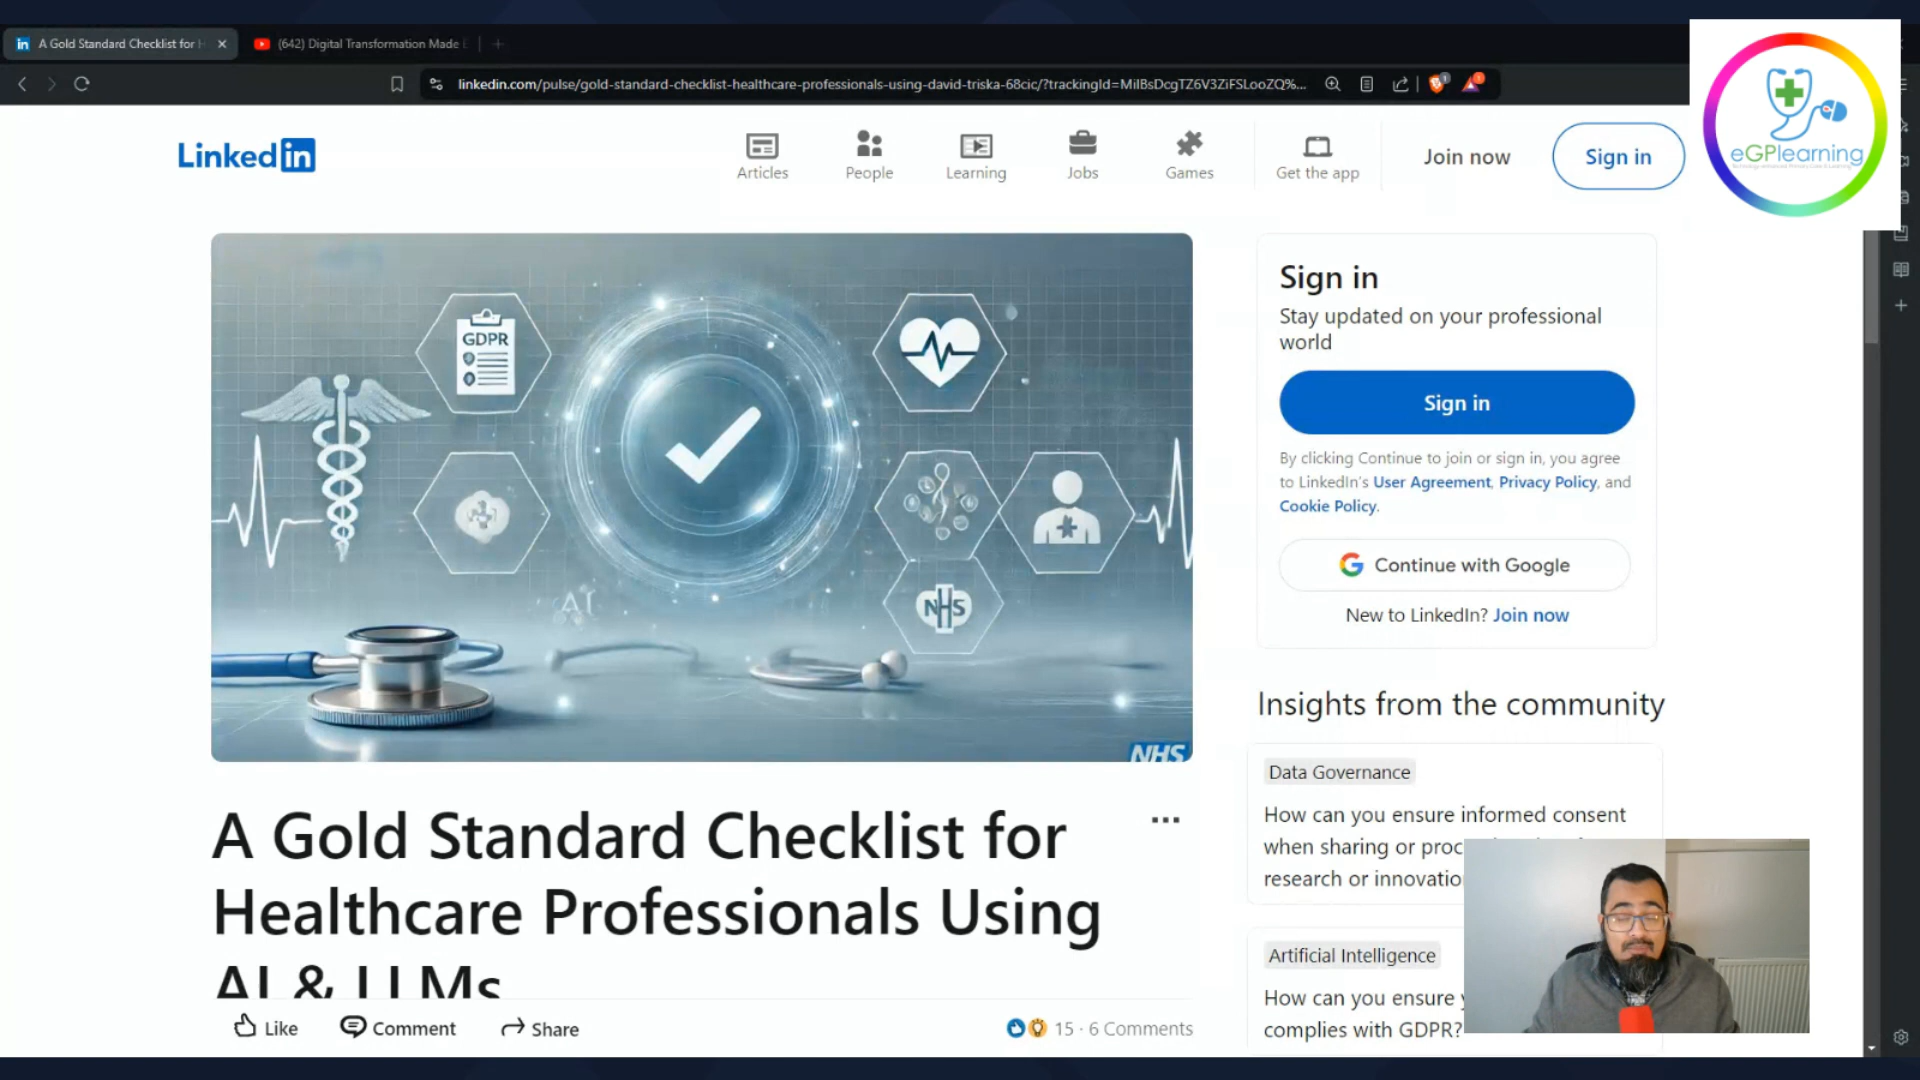 A Gold Standard Checklist for H
(642) Digital Transformation Made E
linkedin.com/pulse/gold-standard-checklist-healthcare-professionals-using-david-triska-68cic/?trackingId=MilBsDcgTZ6V3ZiFSLooZQ%...
eGPlearning
LinkedIn
Articles
People
Learning
Jobs
Games
Get the app
Join now
Sign in
GDPR
AI
NHS
NHS
Sign in
Stay updated on your professional
world
Sign in
By clicking Continue to join or sign in, you agree
to LinkedIn's User Agreement, Privacy Policy, and
Cookie Policy.
Continue with Google
New to LinkedIn? Join now
A Gold Standard Checklist for
Healthcare Professionals Using
AI & LLMs
Like
Comment
Share
15 · 6 Comments
Insights from the community
Data Governance
How can you ensure informed consent
when sharing or proc
research or innovatio
Artificial Intelligence
How can you ensure y
complies with GDPR?